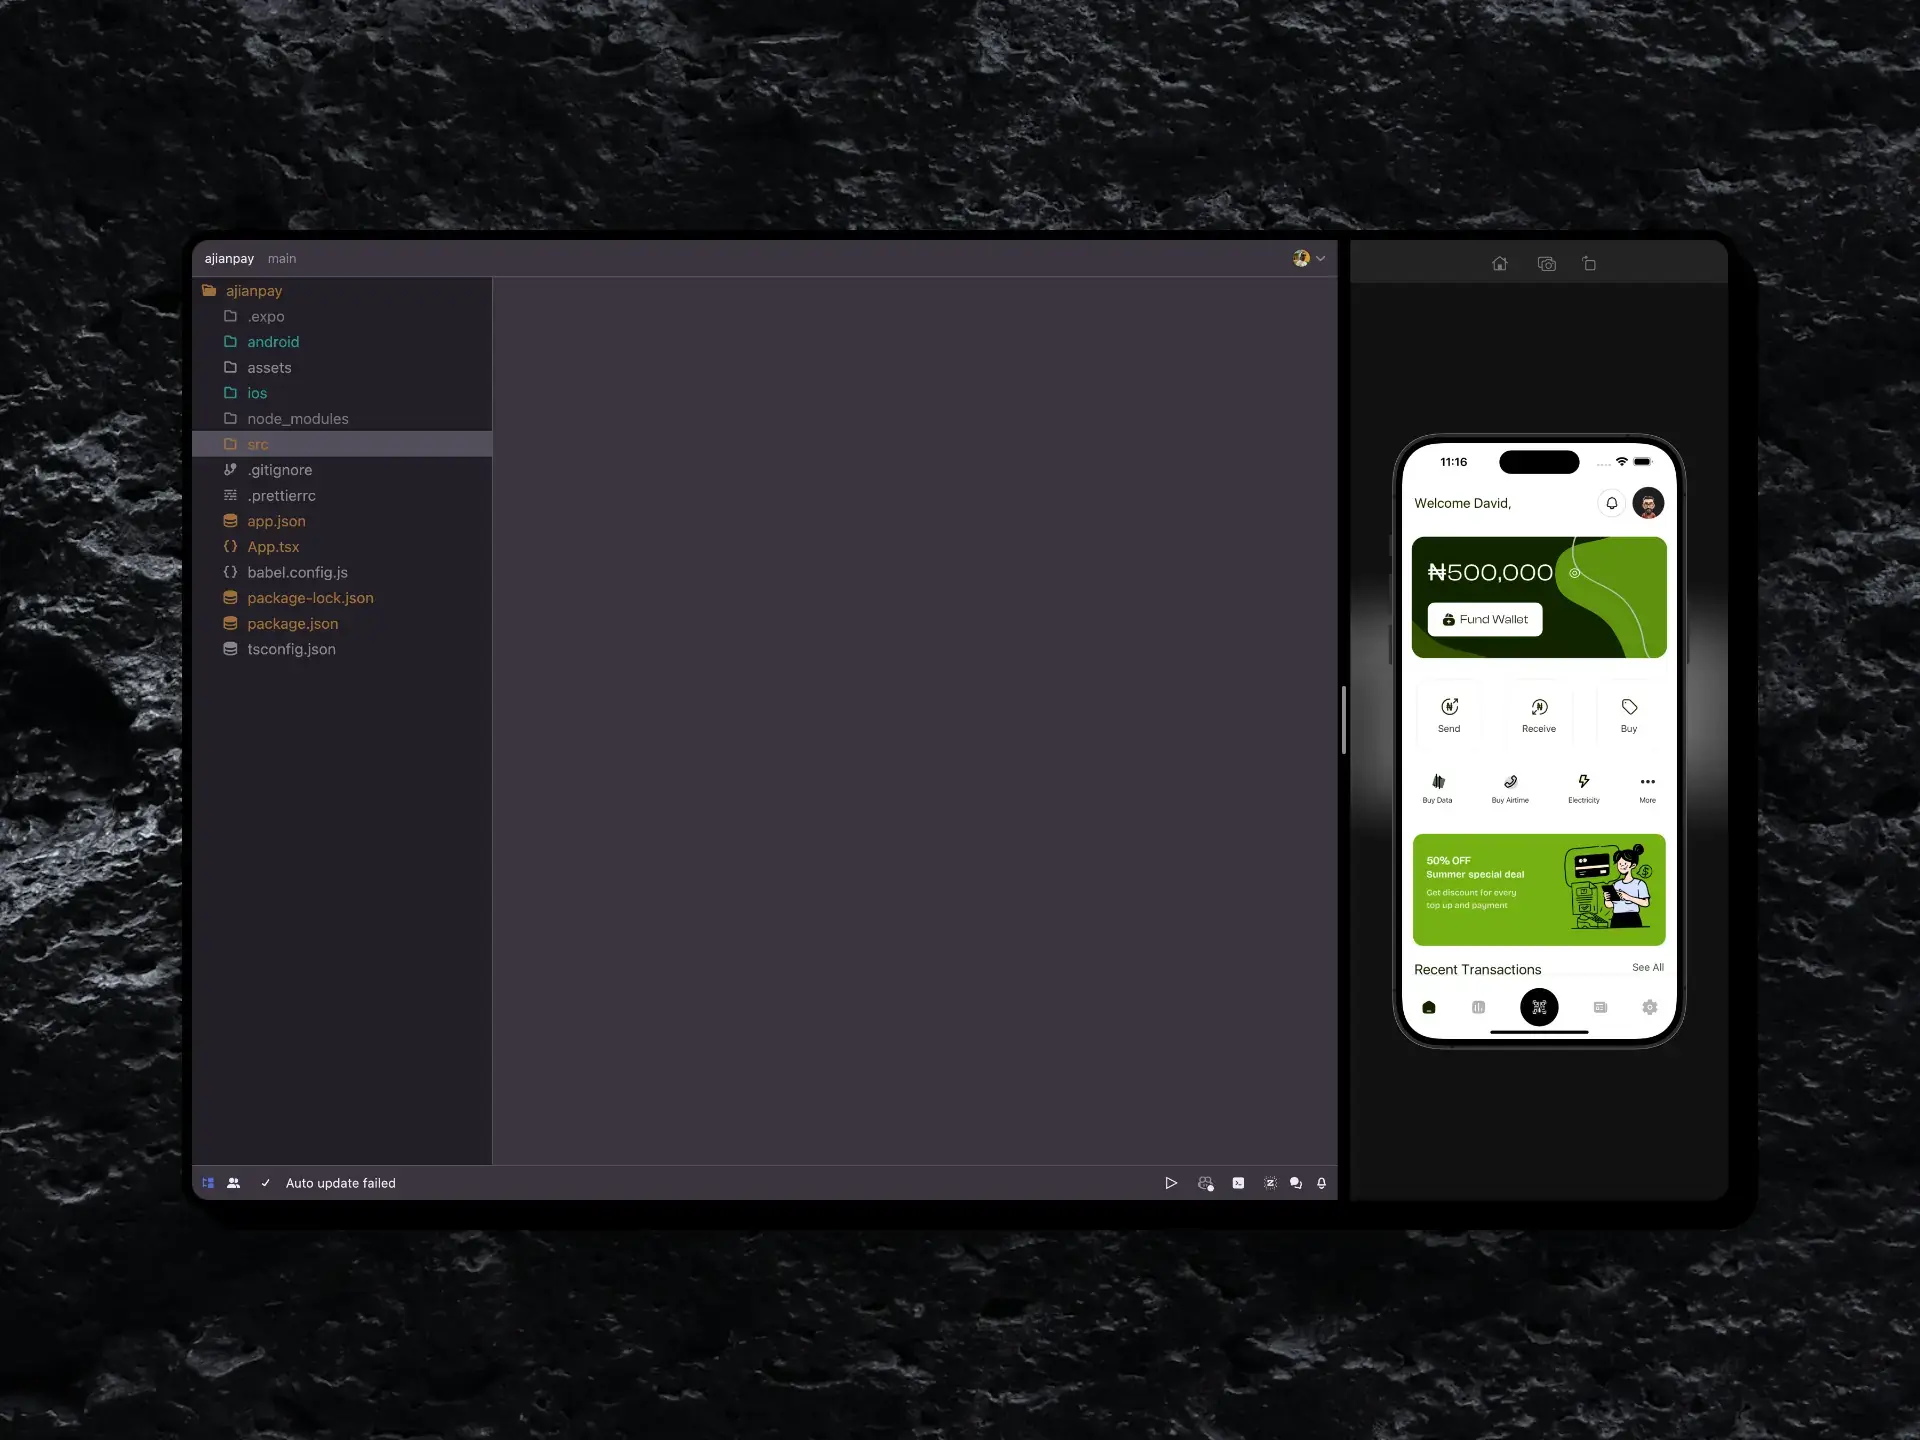 ajianpay main
ajianpay
.expo
android
assets
ios
node_modules
src
.gitignore
.prettierrc
app.json
App.tsx
babel.config.js
package-lock.json
package.json
tsconfig.json
Auto update failed
11:16
Welcome David,
₦500,000
Fund Wallet
Send Receive Buy
Buy Data Buy Airtime Electricity More
50% OFF
Summer special deal
Get discount for every
top up and payment
Recent Transactions See All